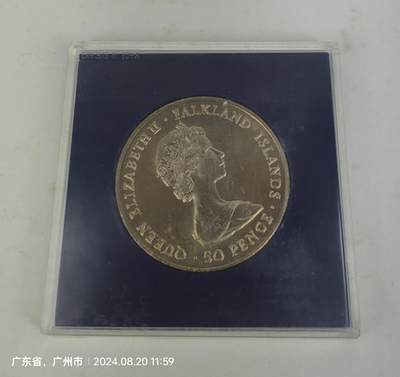 QUEEN ELIZABETH II · FALKLAND ISLANDS ·
· 50 PENCE ·
广东省，广州市 | 2024.08.20 11:59